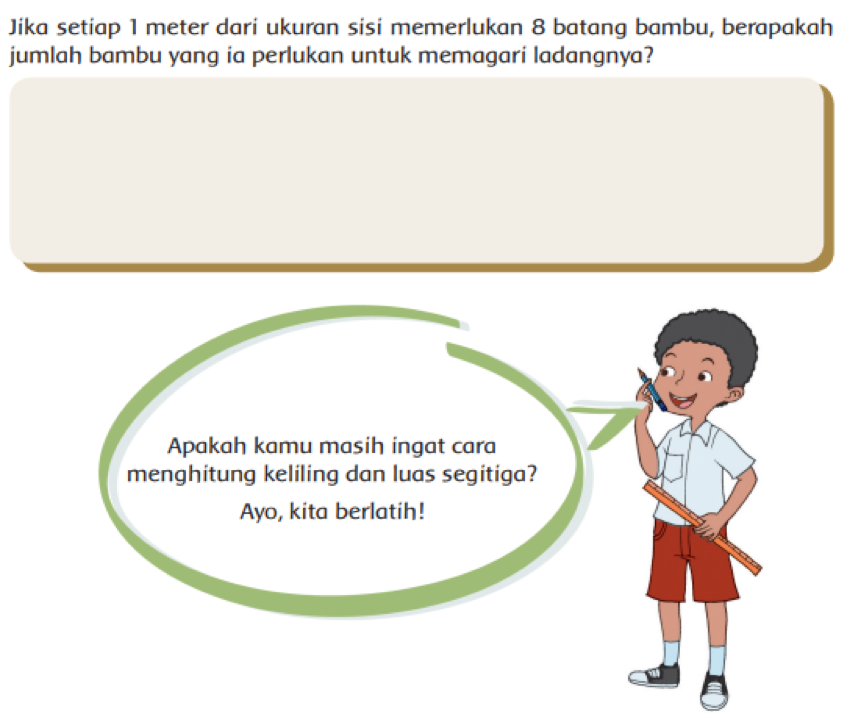 Jika setiap 1 meter dari ukuran sisi memerlukan 8 batang bambu, berapakah
jumlah bambu yang ia perlukan untuk memagari ladangnya?
Apakah kamu masih ingat cara
menghitung keliling dan luas segitiga?
Ayo, kita berlatih!